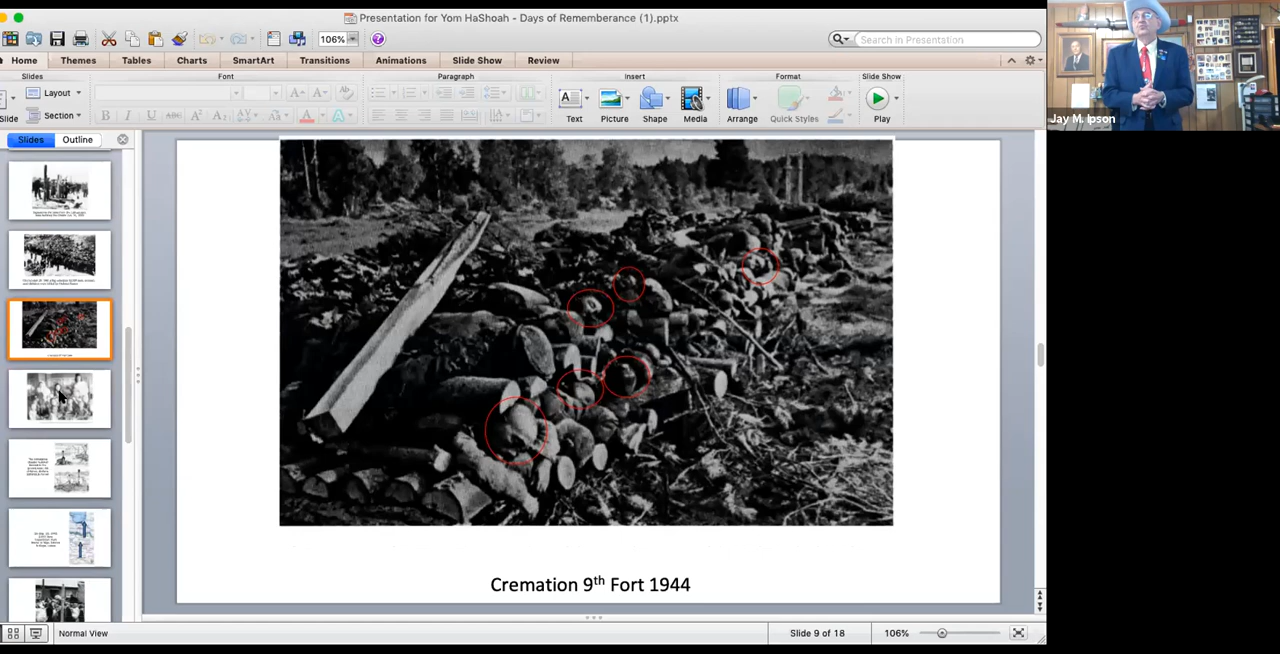 Presentation for Yom HaShoah - Days of Rememberance (1).pptx
106%
Search in Presentation
Home
Themes
Tables
Charts
SmartArt
Transitions
Animations
Slide Show
Review
Slides
Font
Paragraph
Insert
Format
Slide Show
Layout
Slide
Section
Text
Picture
Shape
Media
Arrange
Quick Styles
Play
Jay M. Ipson
Slides
Outline
Cremation 9th Fort 1944
Normal View
Slide 9 of 18
106%